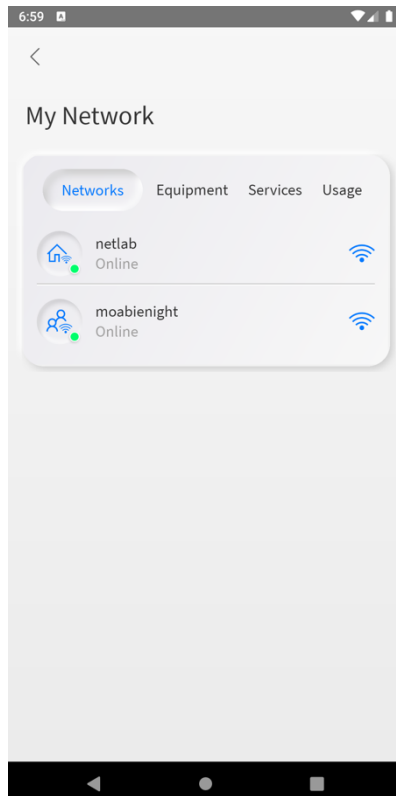 6:59
My Network
Networks Equipment Services Usage
netlab
Online
moabienight
Online